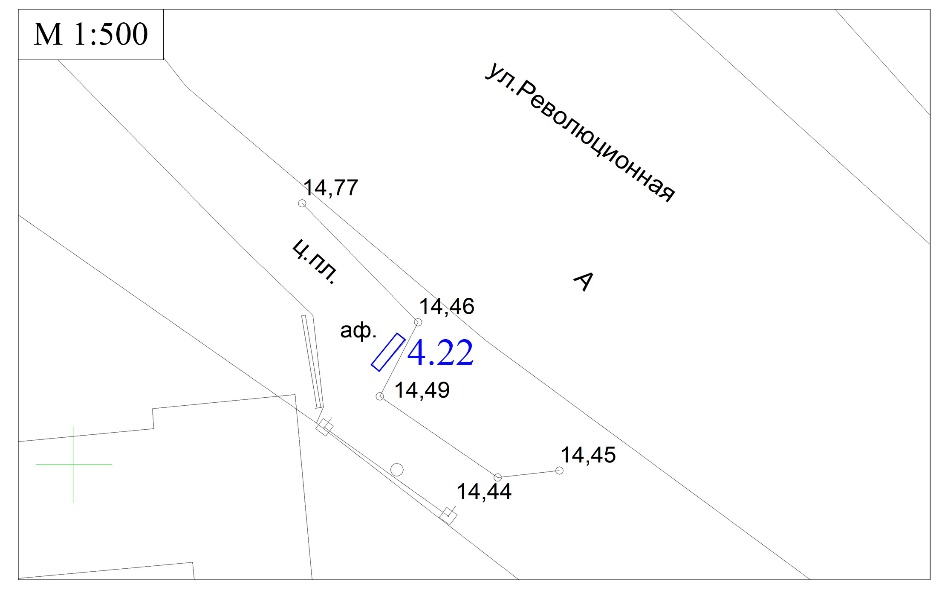 М 1:500
ул.Революционная
14,77
ц.пл.
А
14,46
аф.
4.22
14,49
14,45
14,44